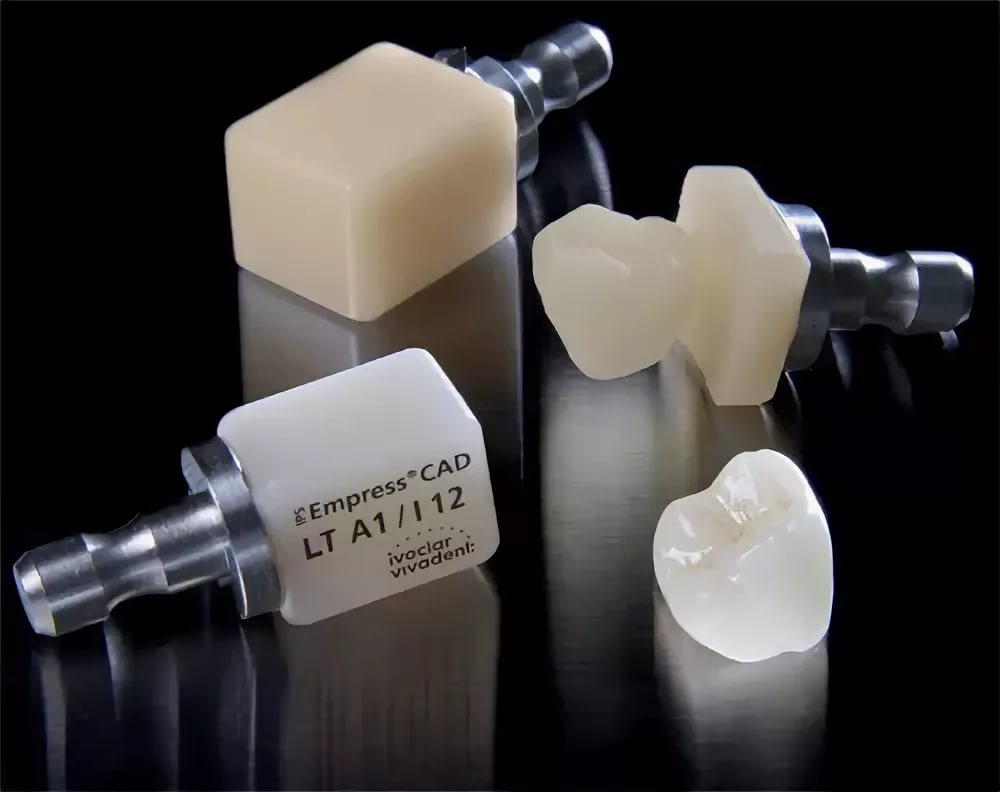 IPS Empress® CAD
LT A1 / I 12
ivoclar
vivadent: